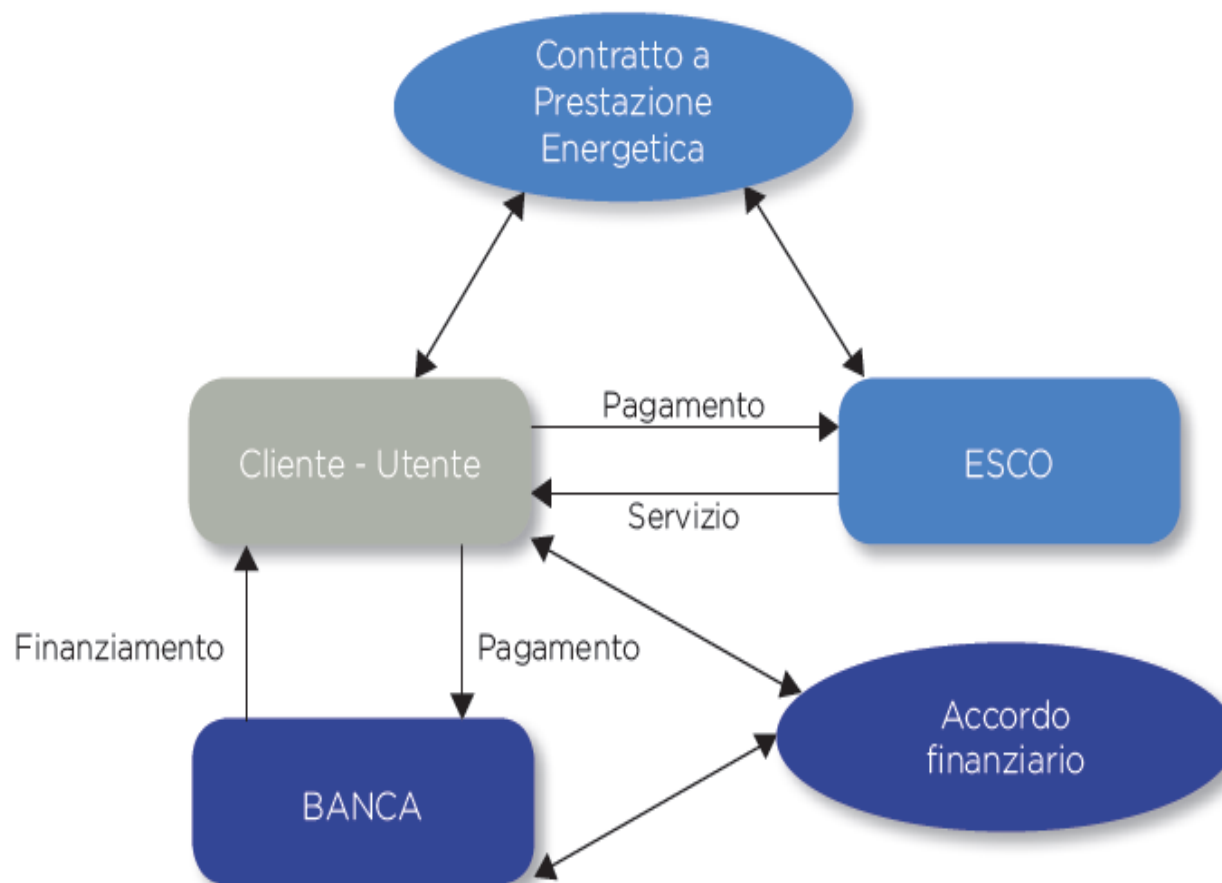 Contratto a
Prestazione
Energetica
Pagamento
Cliente - Utente
ESCO
Servizio
Finanziamento
Pagamento
Accordo
finanziario
BANCA